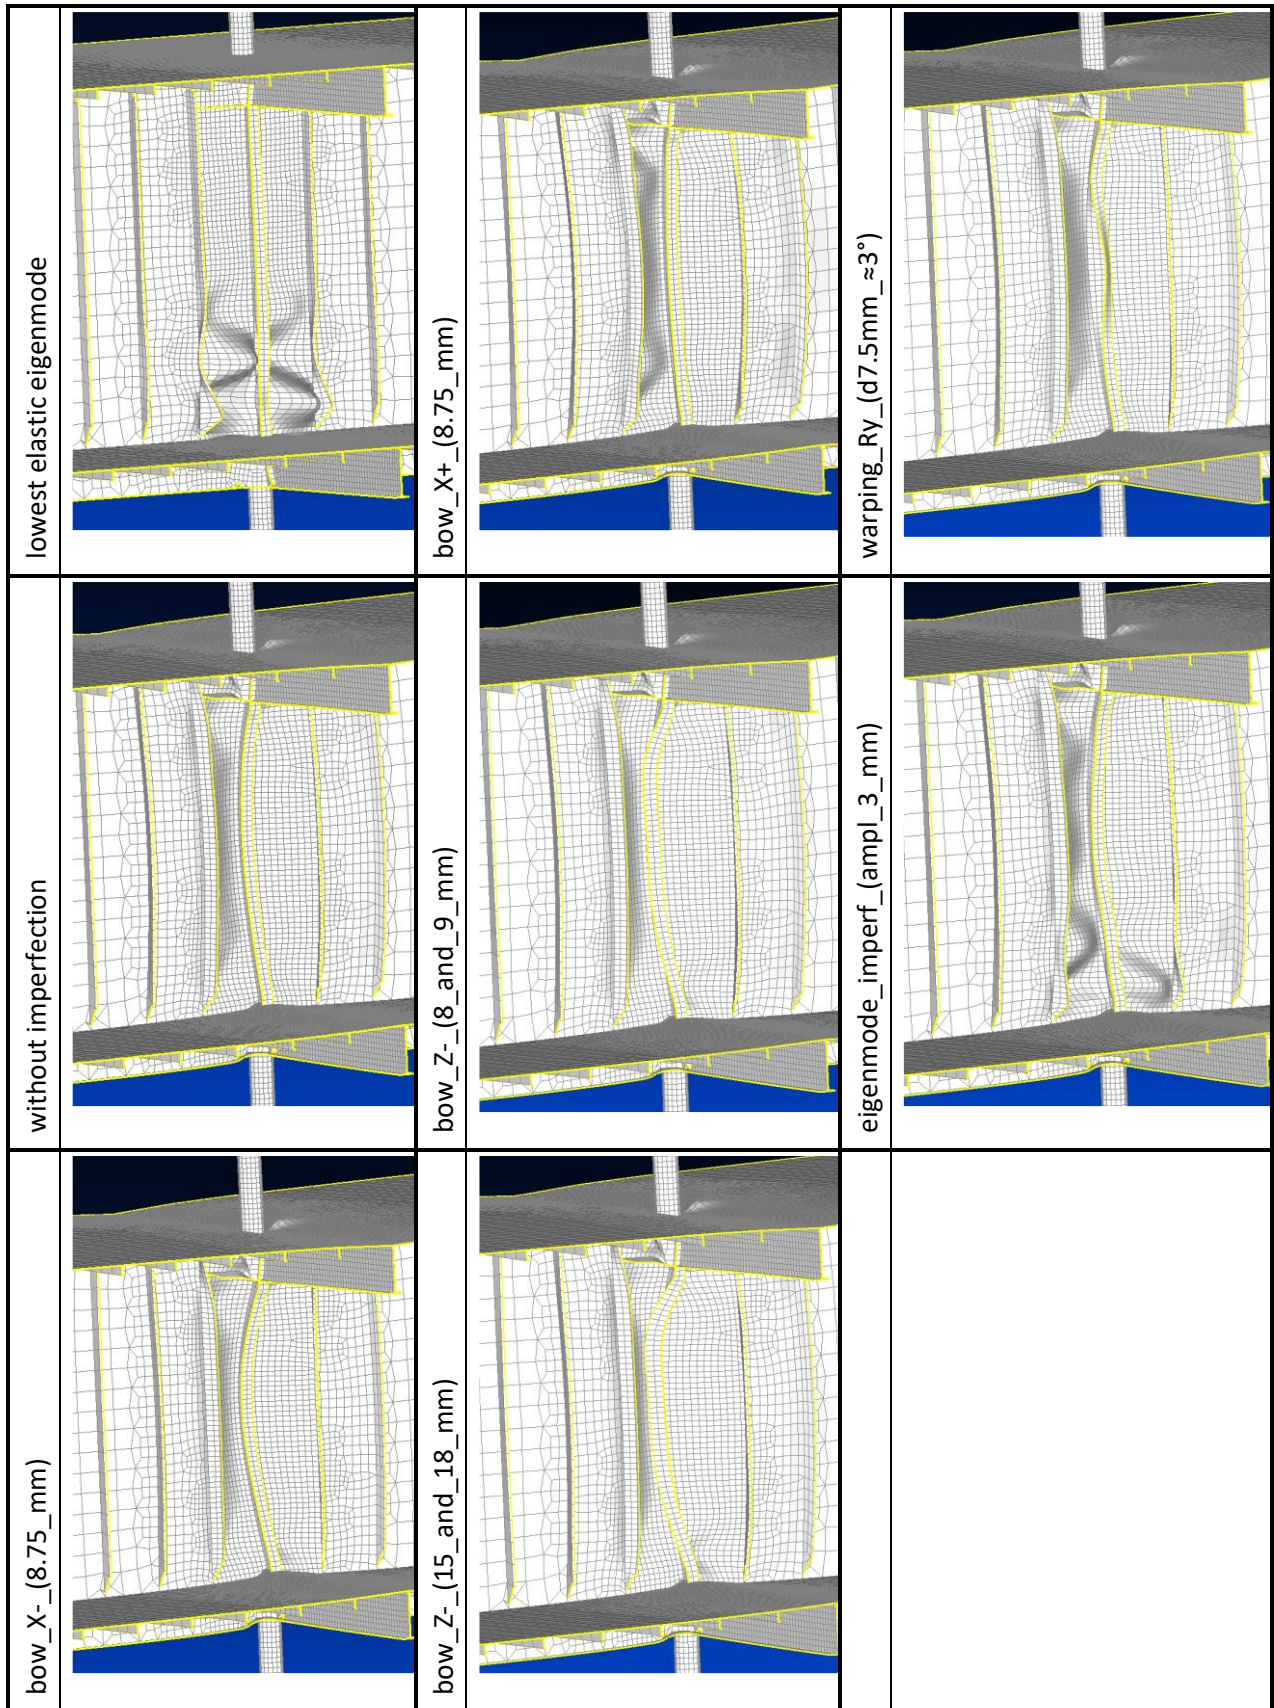 bow_X-_(8.75_mm)
without imperfection
lowest elastic eigenmode
bow_Z-_(15_and_18_mm)
bow_Z-_(8_and_9_mm)
bow_X+_(8.75_mm)
eigenmode_imperf_(ampl_3_mm)
warping_Ry_(d7.5mm_≈3°)